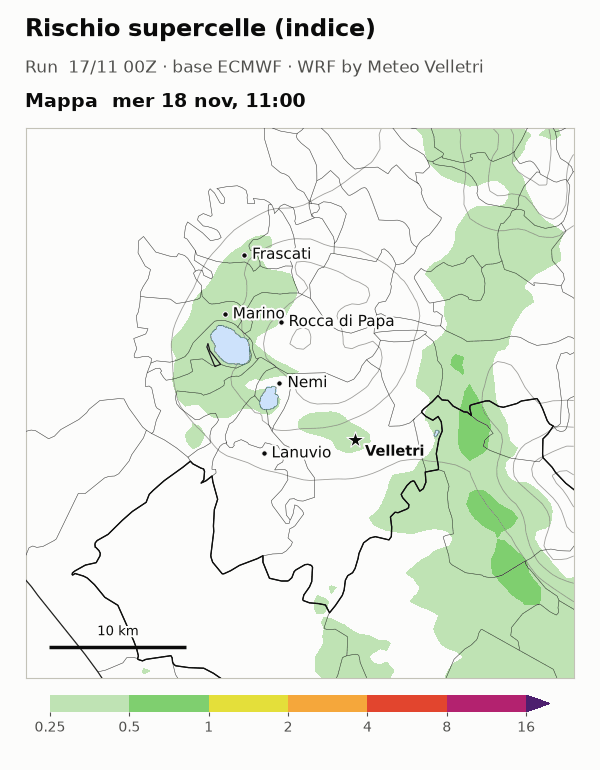 Rischio supercelle (indice)
Run  17/11 00Z · base ECMWF · WRF by Meteo Velletri
Mappa  mer 18 nov, 11:00
Frascati
Marino
Rocca di Papa
Nemi
Velletri
Lanuvio
10 km
0.25 0.5 1 2 4 8 16